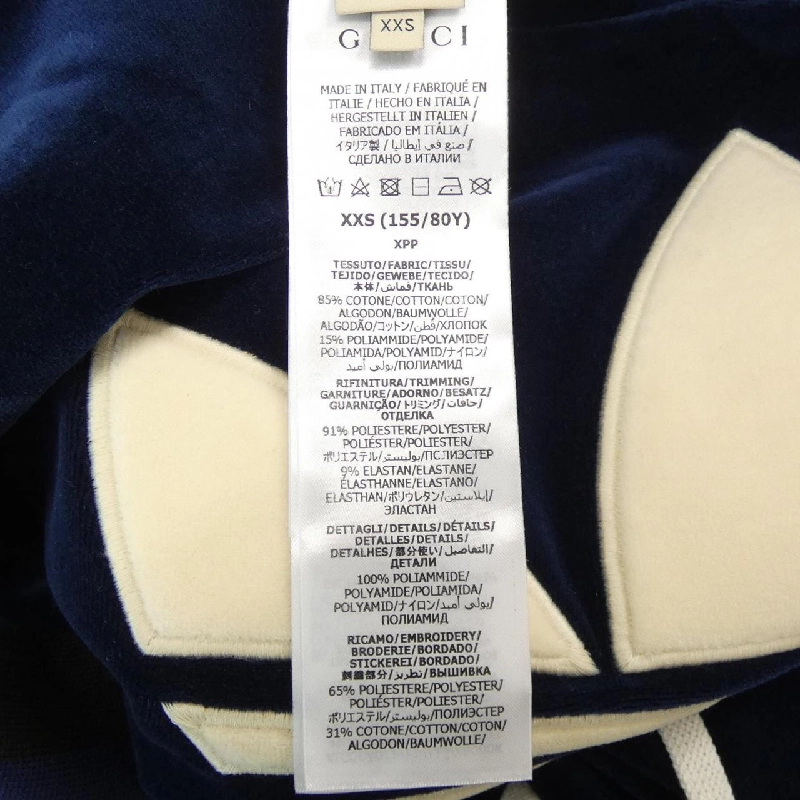 XXS
G CI
MADE IN ITALY / FABRIQUÉ EN
ITALIE / HECHO EN ITALIA /
HERGESTELLT IN ITALIEN /
FABRICADO EM ITÁLIA /
イタリア製 / صنع في إيطاليا /
СДЕЛАНО В ИТАЛИИ
XXS (155/80Y)
XPP
TESSUTO/FABRIC/TISSU/
TEJIDO/GEWEBE/TECIDO/
本体/قماش/ТКАНЬ
85% COTONE/COTTON/COTON/
ALGODON/BAUMWOLLE/
ALGODÃO/コットン/قطن/ХЛОПОК
15% POLIAMMIDE/POLYAMIDE/
POLIAMIDA/POLYAMID/ナイロン/
بولي أميد/ПОЛИАМИД
RIFINITURA/TRIMMING/
GARNITURE/ADORNO/BESATZ/
GUARNIÇÃO/トリミング/حافات/
ОТДЕЛКА
91% POLIESTERE/POLYESTER/
POLIÉSTER/POLIESTER/
ポリエステル/بوليستر/ПОЛИЭСТЕР
9% ELASTAN/ELASTANE/
ÉLASTHANNE/ELASTANO/
ELASTHAN/ポリウレタン/إيلاستين/
ЭЛАСТАН
DETTAGLI/DETAILS/DÉTAILS/
DETALLES/DETAILS/
DETALHES/部分使い/التفاصيل/
ДЕТАЛИ
100% POLIAMMIDE/
POLYAMIDE/POLIAMIDA/
POLYAMID/ナイロン/بولي أميد/
ПОЛИАМИД
RICAMO/EMBROIDERY/
BRODERIE/BORDADO/
STICKEREI/BORDADO/
刺繍部分/تطريز/ВЫШИВКА
65% POLIESTERE/POLYESTER/
POLIÉSTER/POLIESTER/
ポリエステル/بوليستر/ПОЛИЭСТЕР
31% COTONE/COTTON/COTON/
ALGODON/BAUMWOLLE/